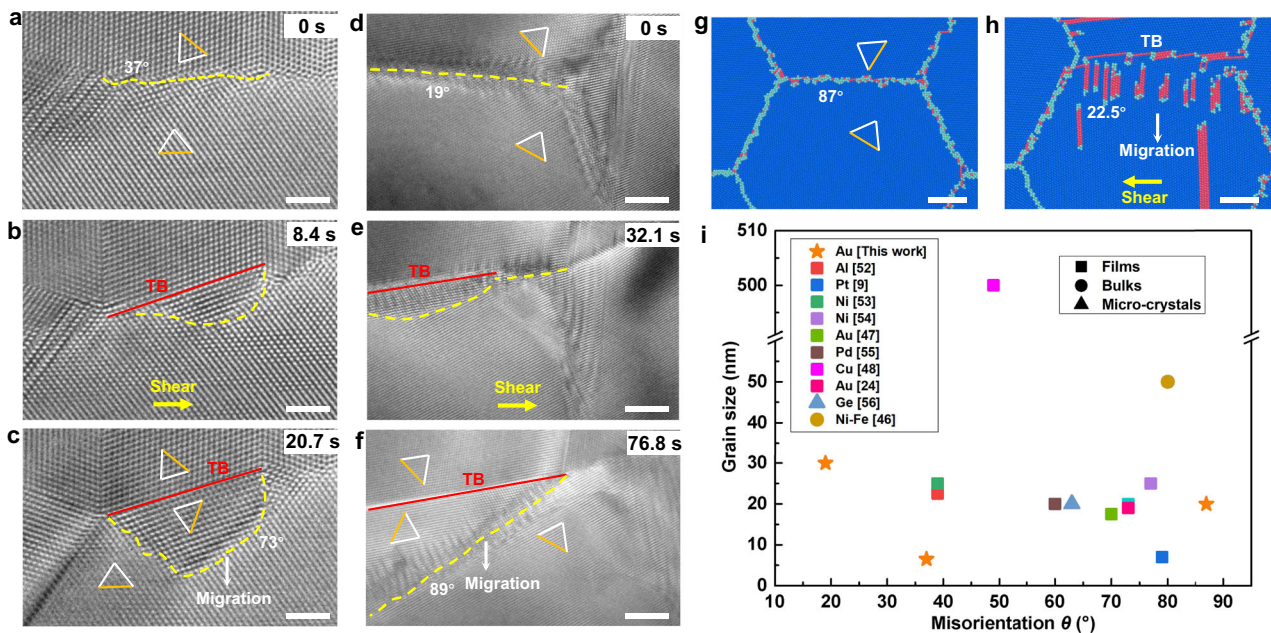 a
0 s
37°
b
8.4 s
TB
Shear
c
20.7 s
TB
73°
Migration
d
0 s
19°
e
32.1 s
TB
Shear
f
76.8 s
TB
89°
Migration
g
87°
h
TB
22.5°
Migration
Shear
i
Grain size (nm)
500
50
40
30
20
10
0
Au [This work]
Al [52]
Pt [9]
Ni [53]
Ni [54]
Au [47]
Pd [55]
Cu [48]
Au [24]
Ge [56]
Ni-Fe [46]
Films
Bulks
Micro-crystals
10 20 30 40 50 60 70 80 90
Misorientation θ (°)